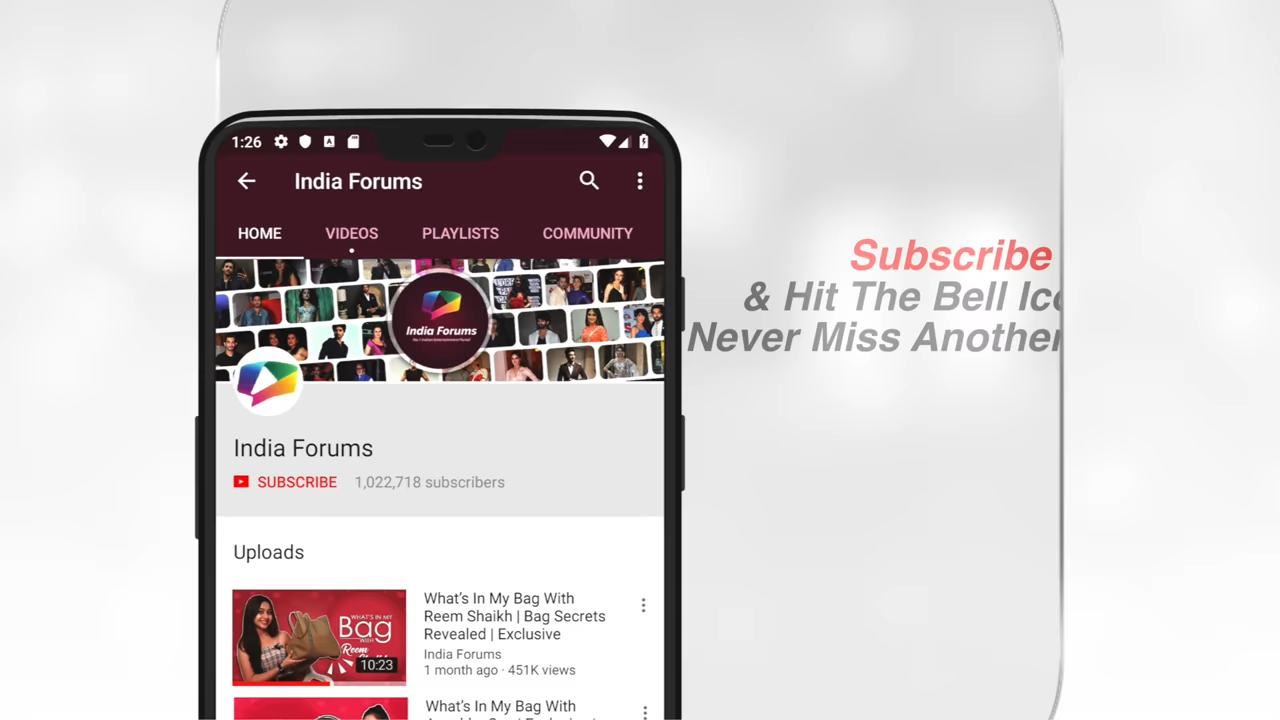 1:26
India Forums
HOME VIDEOS PLAYLISTS COMMUNITY
India Forums
India Forums
SUBSCRIBE 1,022,718 subscribers
Uploads
WHAT'S IN MY
Bag
WITH
Reem
10:23
What's In My Bag With
Reem Shaikh | Bag Secrets
Revealed | Exclusive
India Forums
1 month ago · 451K views
What's In My Bag With
Subscribe
& Hit The Bell
Never Miss Another